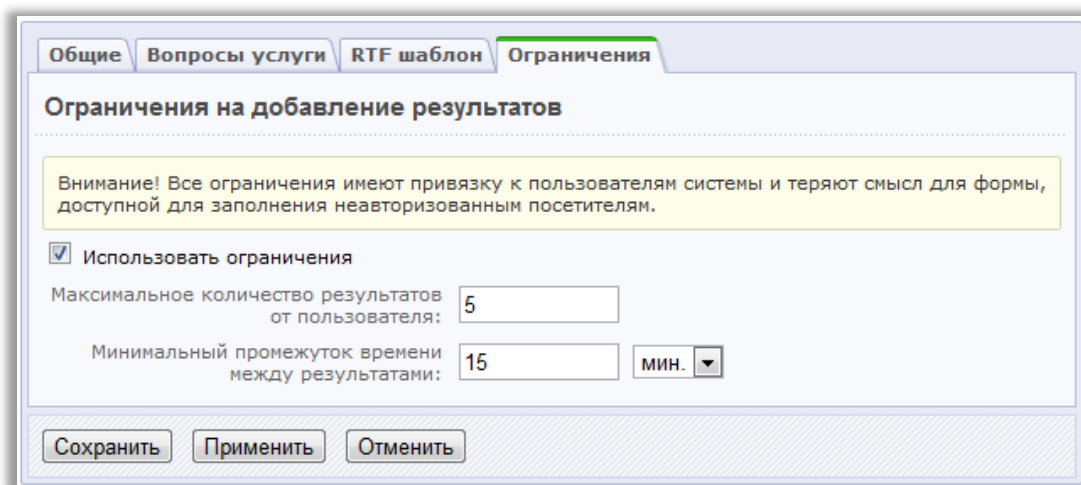 Общие Вопросы услуги RTF шаблон Ограничения
Ограничения на добавление результатов
Внимание! Все ограничения имеют привязку к пользователям системы и теряют смысл для формы,
доступной для заполнения неавторизованным посетителям.
Использовать ограничения
Максимальное количество результатов
от пользователя: 5
Минимальный промежуток времени
между результатами: 15 мин.
Сохранить Применить Отменить